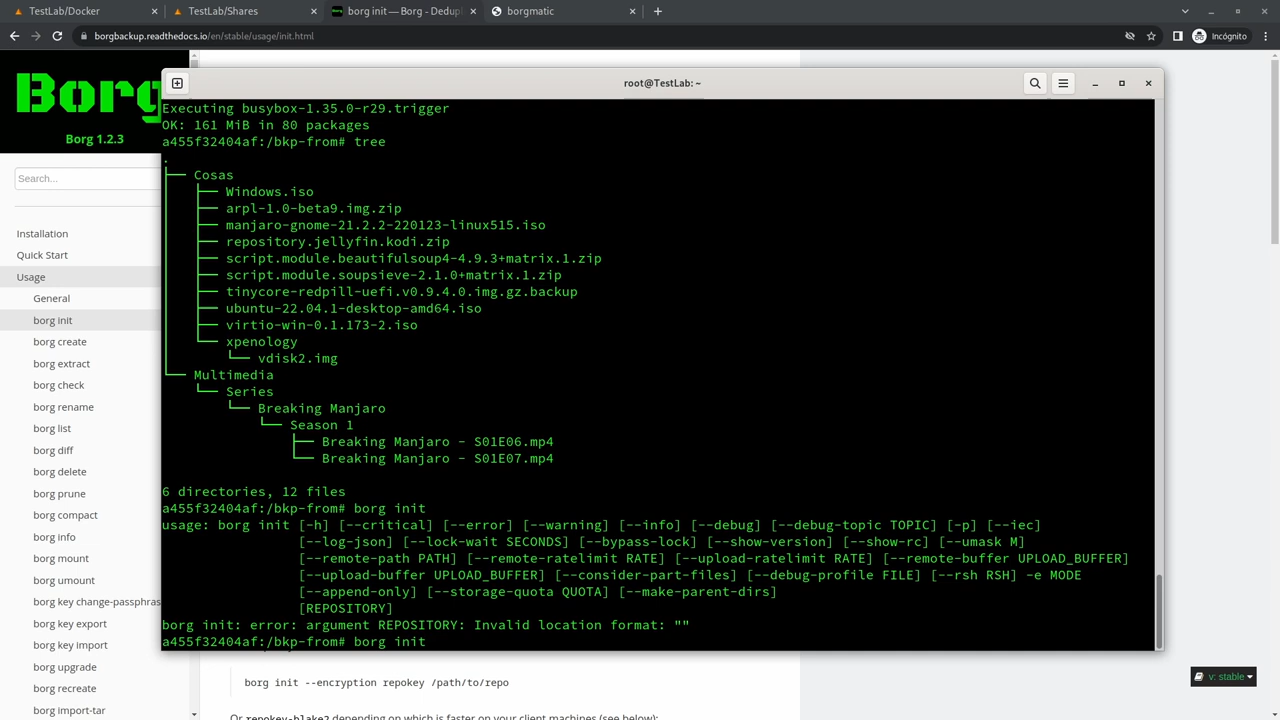 TestLab/Docker
TestLab/Shares
borg init — Borg - Dedupl
borgmatic
borgbackup.readthedocs.io/en/stable/usage/init.html
Incógnito
Borg
Borg 1.2.3
Search...
Installation
Quick Start
Usage
General
borg init
borg create
borg extract
borg check
borg rename
borg list
borg diff
borg delete
borg prune
borg compact
borg info
borg mount
borg umount
borg key change-passphras
borg key export
borg key import
borg upgrade
borg recreate
borg import-tar
root@TestLab: ~
Executing busybox-1.35.0-r29.trigger
OK: 161 MiB in 80 packages
a455f32404af:/bkp-from# tree
.
├── Cosas
│   ├── Windows.iso
│   ├── arpl-1.0-beta9.img.zip
│   ├── manjaro-gnome-21.2.2-220123-linux515.iso
│   ├── repository.jellyfin.kodi.zip
│   ├── script.module.beautifulsoup4-4.9.3+matrix.1.zip
│   ├── script.module.soupsieve-2.1.0+matrix.1.zip
│   ├── tinycore-redpill-uefi.v0.9.4.0.img.gz.backup
│   ├── ubuntu-22.04.1-desktop-amd64.iso
│   ├── virtio-win-0.1.173-2.iso
│   └── xpenology
│       └── vdisk2.img
└── Multimedia
    └── Series
        └── Breaking Manjaro
            └── Season 1
                ├── Breaking Manjaro - S01E06.mp4
                └── Breaking Manjaro - S01E07.mp4
6 directories, 12 files
a455f32404af:/bkp-from# borg init
usage: borg init [-h] [--critical] [--error] [--warning] [--info] [--debug] [--debug-topic TOPIC] [-p] [--iec]
[--log-json] [--lock-wait SECONDS] [--bypass-lock] [--show-version] [--show-rc] [--umask M]
[--remote-path PATH] [--remote-ratelimit RATE] [--upload-ratelimit RATE] [--remote-buffer UPLOAD_BUFFER]
[--upload-buffer UPLOAD_BUFFER] [--consider-part-files] [--debug-profile FILE] [--rsh RSH] -e MODE
[--append-only] [--storage-quota QUOTA] [--make-parent-dirs]
[REPOSITORY]
borg init: error: argument REPOSITORY: Invalid location format: ""
a455f32404af:/bkp-from# borg init
borg init --encryption repokey /path/to/repo
Or repokey-blake2 depending on which is faster on your client machines (see below):
v: stable